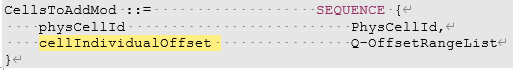 CellsToAddMod ::= SEQUENCE {
physCellId PhysCellId,
cellIndividualOffset Q-OffsetRangeList
}